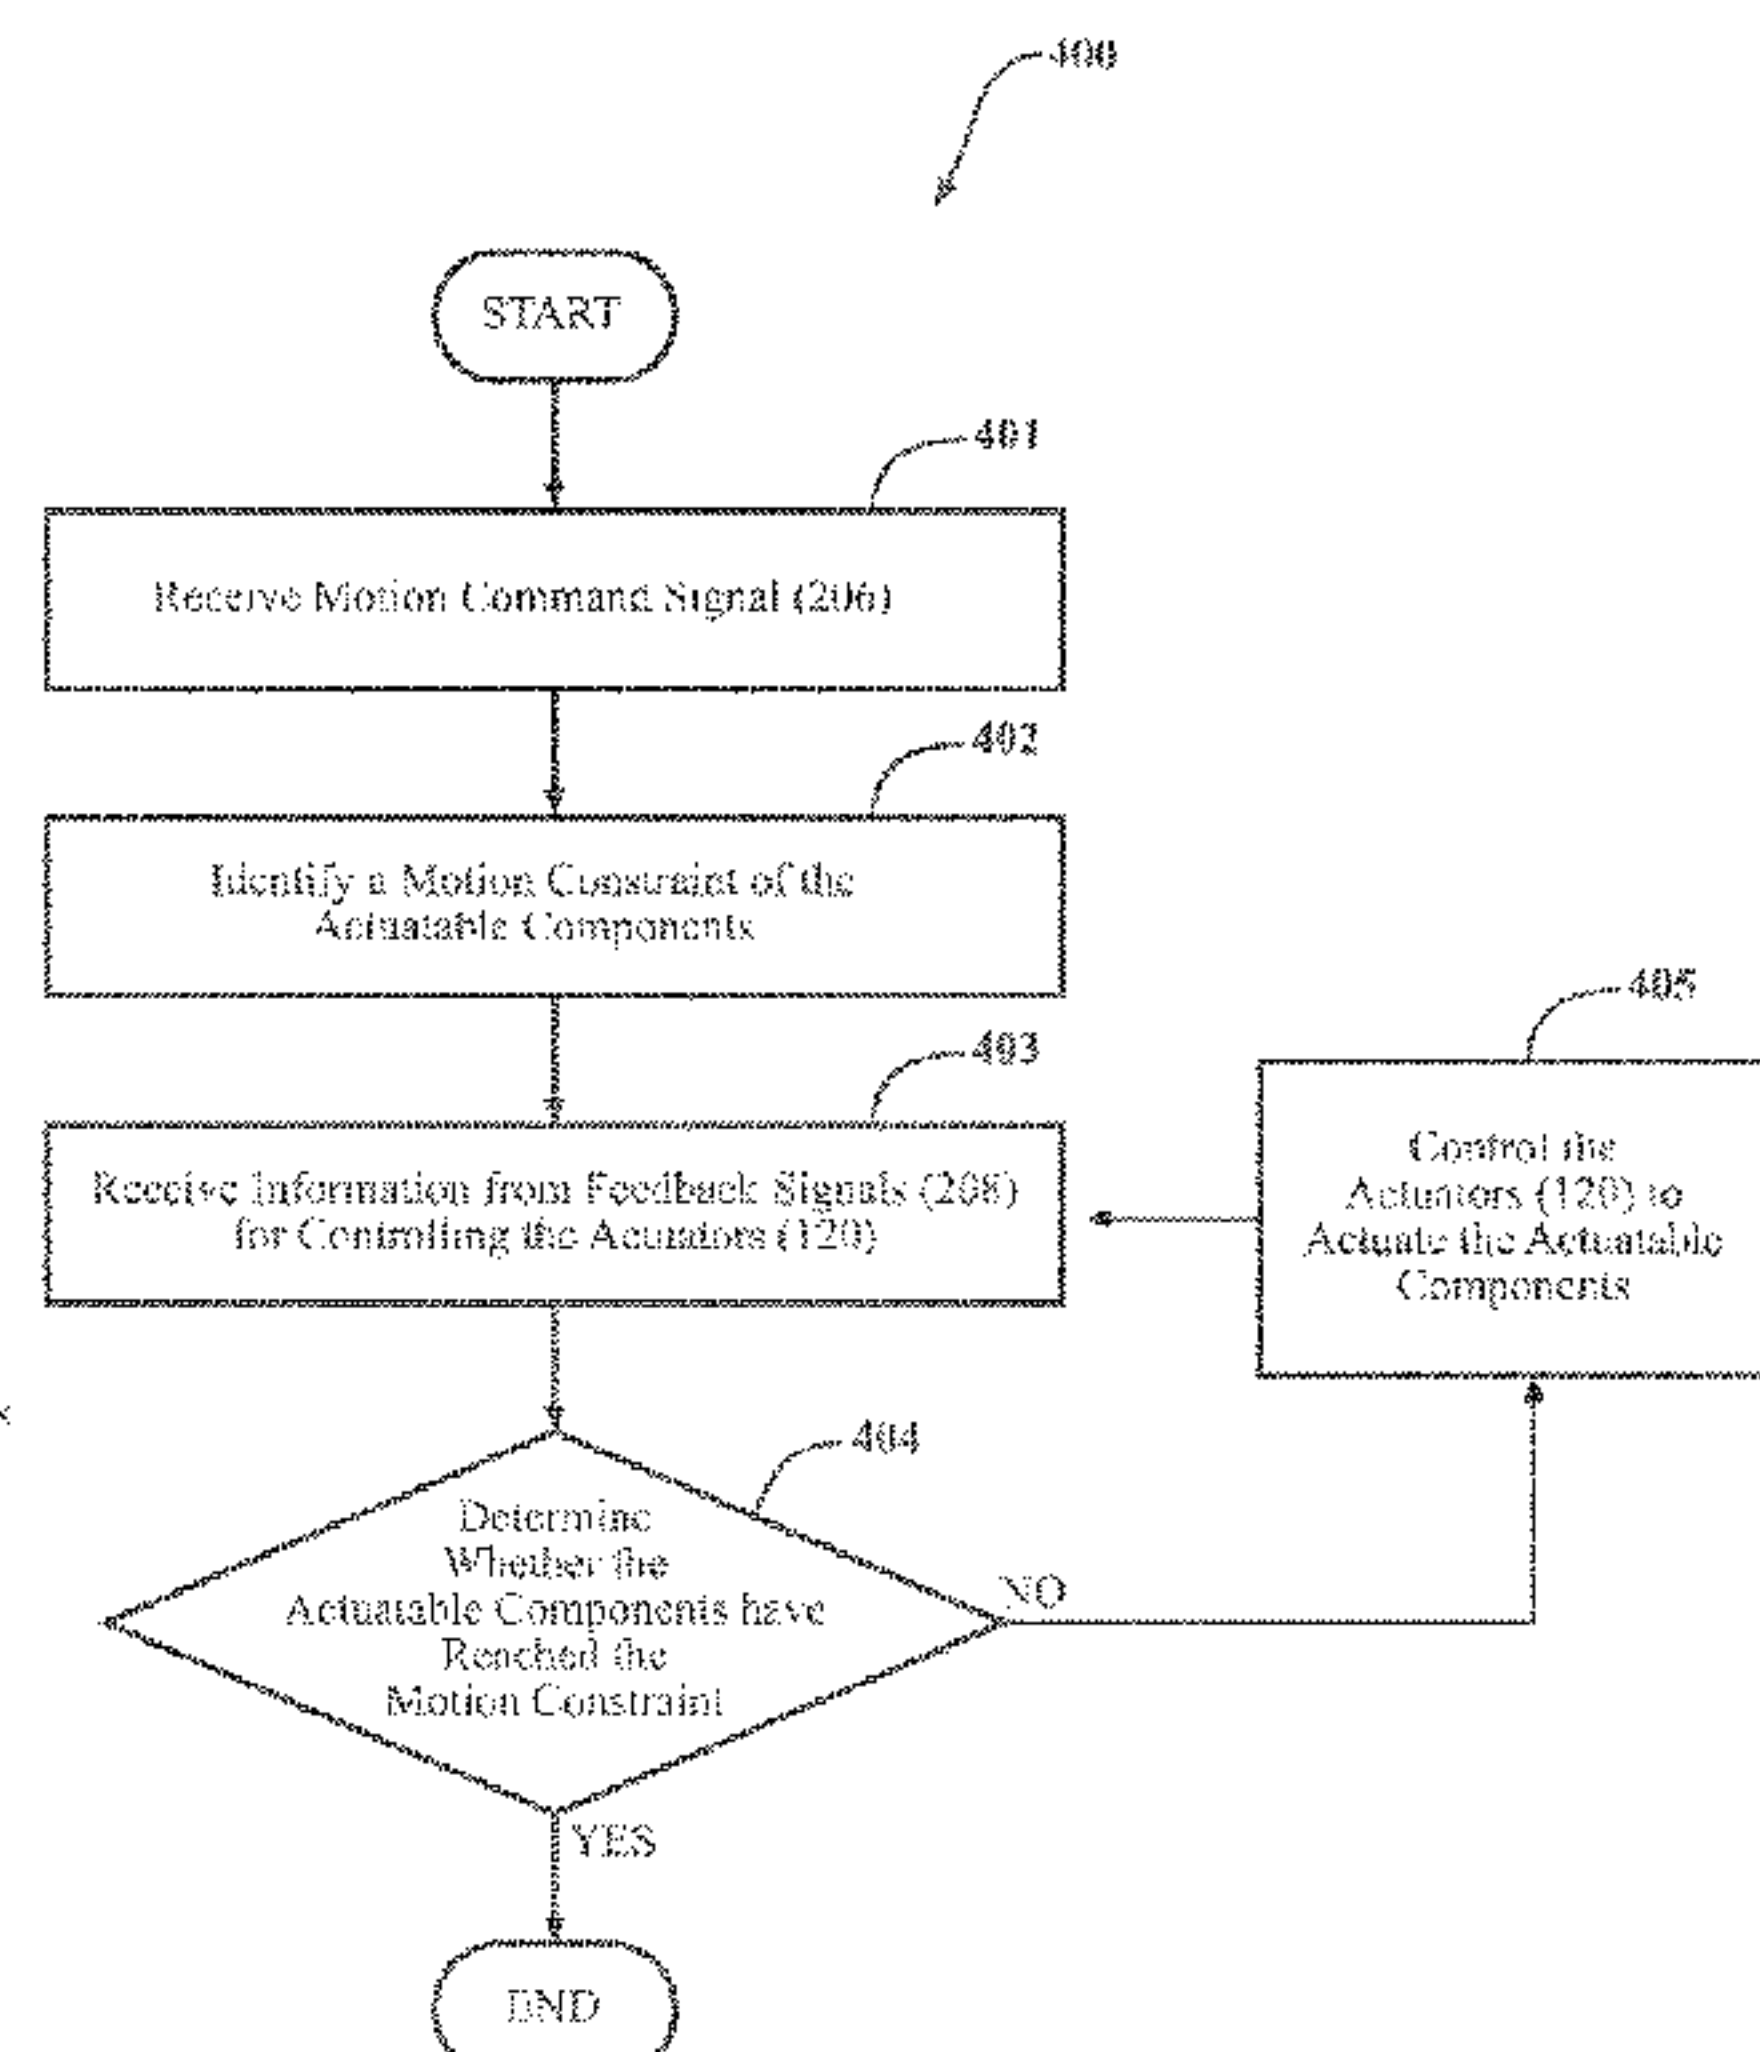 400
START
401
Receive Motion Command Signal (206)
402
Identify a Motion Constraint of the
Actuatable Components
403
Receive Information from Feedback Signals (208)
for Controlling the Actuators (120)
405
Control the
Actuators (120) to
Actuate the Actuatable
Components
404
Determine
Whether the
Actuatable Components have
Reached the
Motion Constraint
NO
YES
END